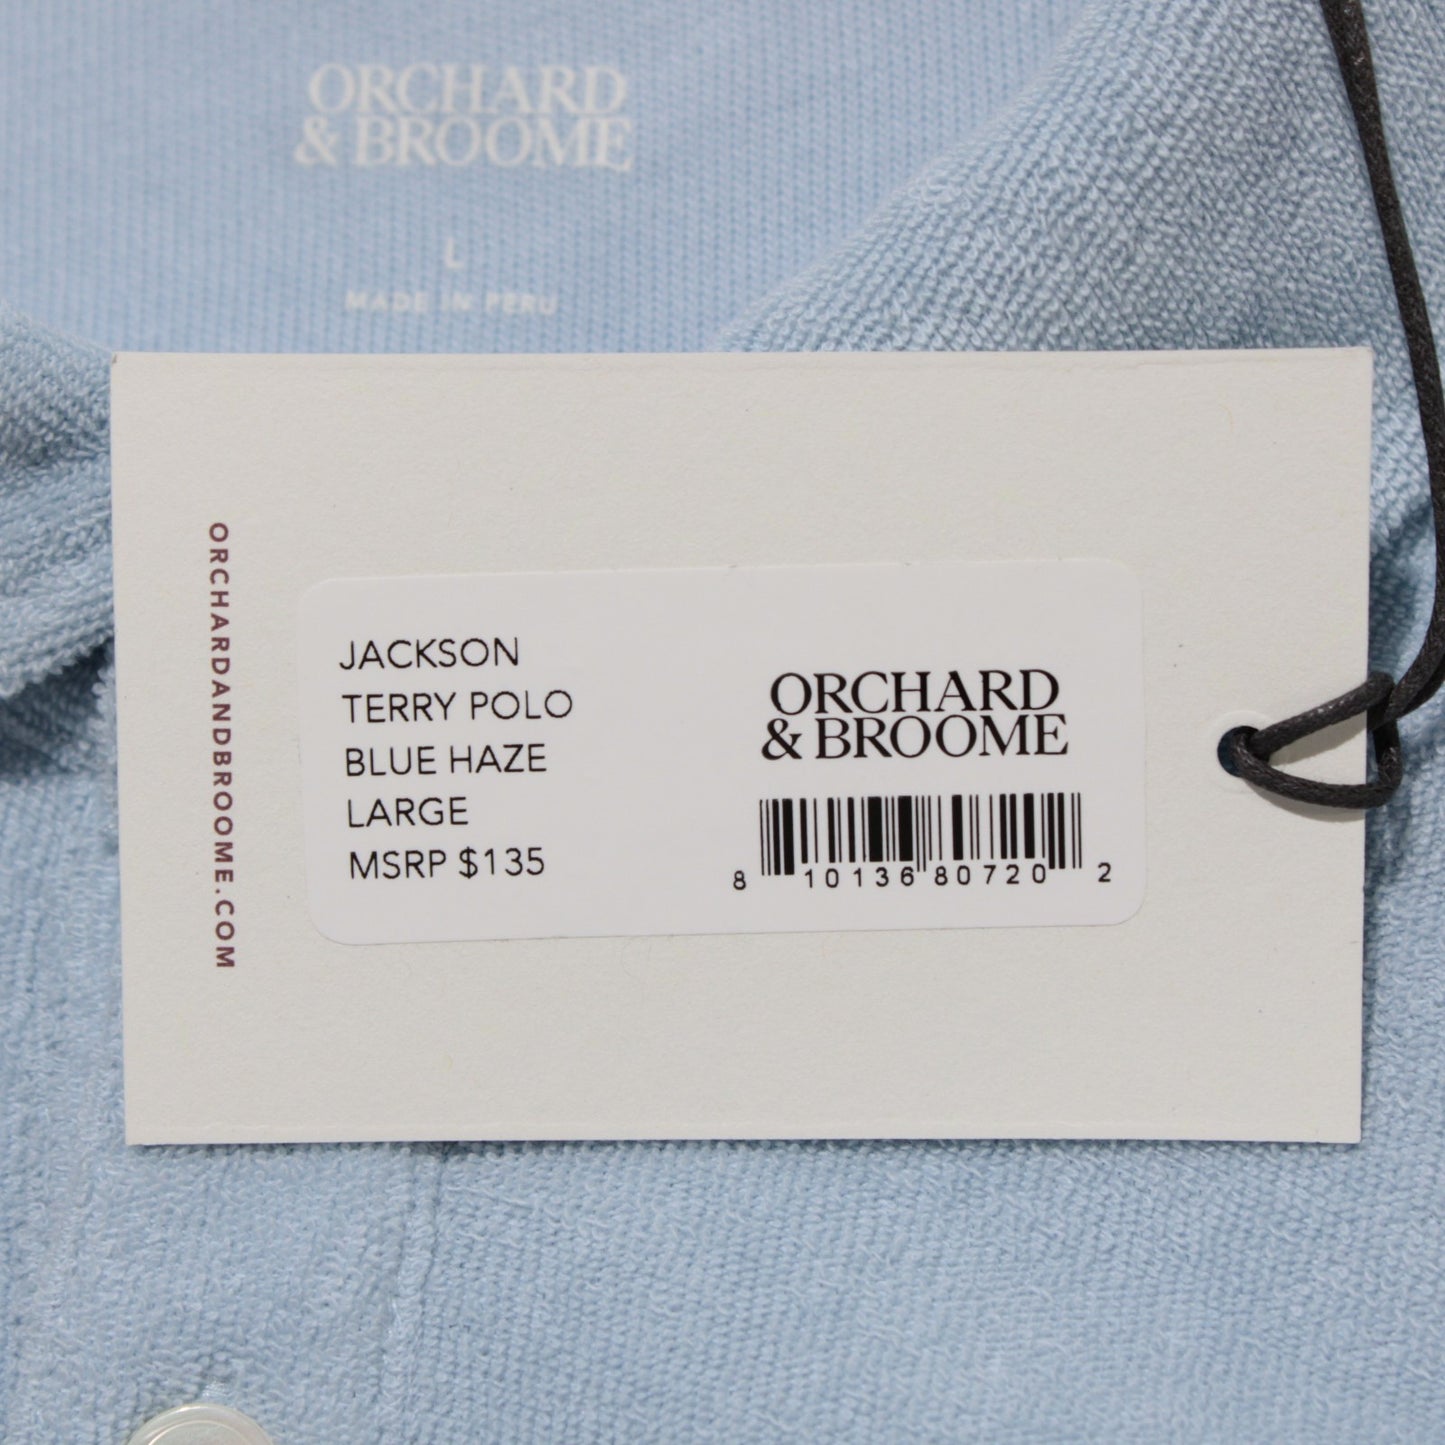 ORCHARD
& BROOME
L
MADE IN PERU
ORCHARDANDBROOME.COM
JACKSON
TERRY POLO
BLUE HAZE
LARGE
MSRP $135
ORCHARD
& BROOME
8 10136 80720 2